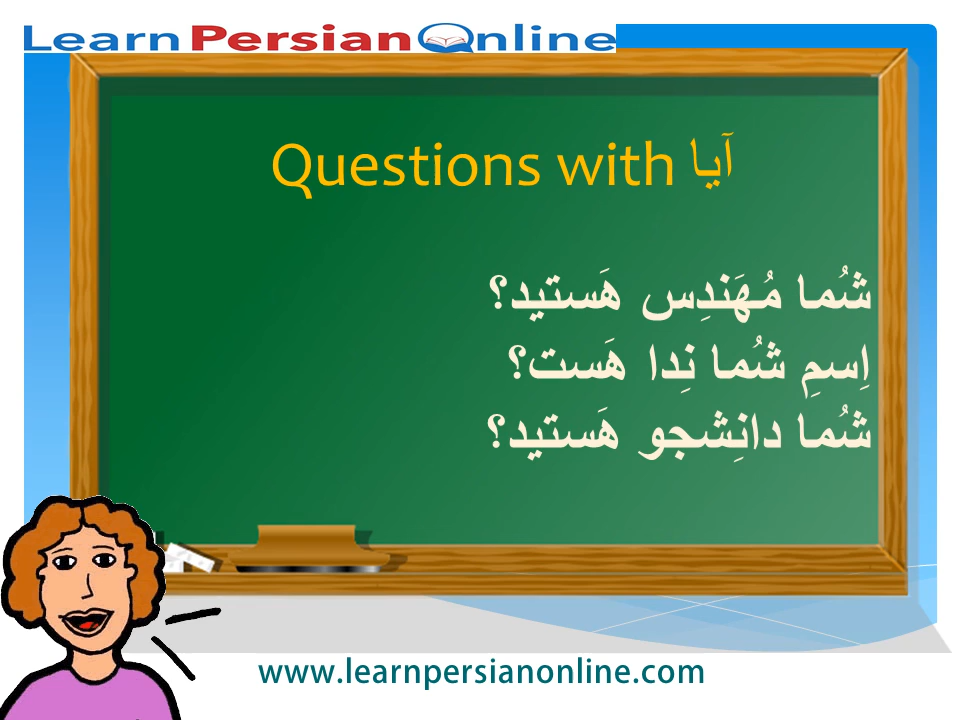 Learn Persian Online
Questions with آیا
شُما مُهَندِس هَستید؟
اِسمِ شُما نِدا هَست؟
شُما دانِشجو هَستید؟
www.learnpersianonline.com